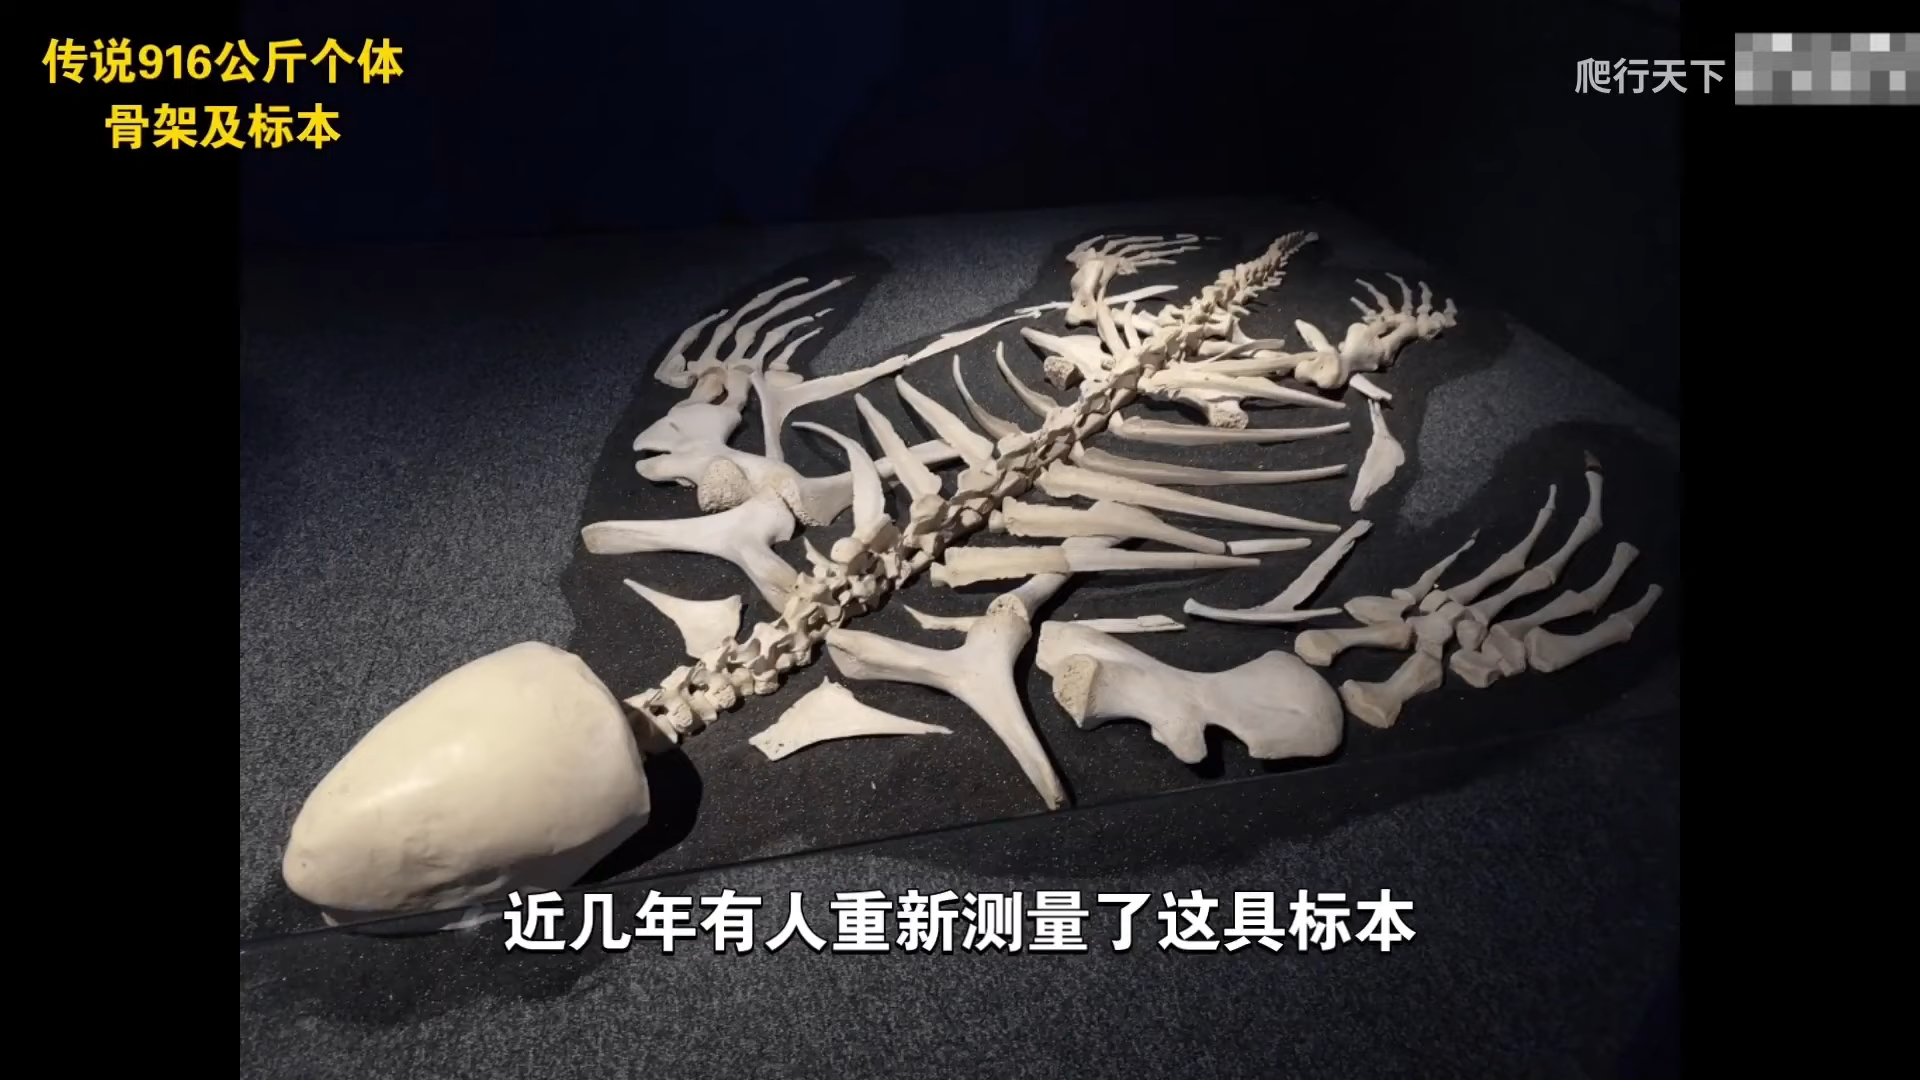 传说916公斤个体
骨架及标本
爬行天下
近几年有人重新测量了这具标本